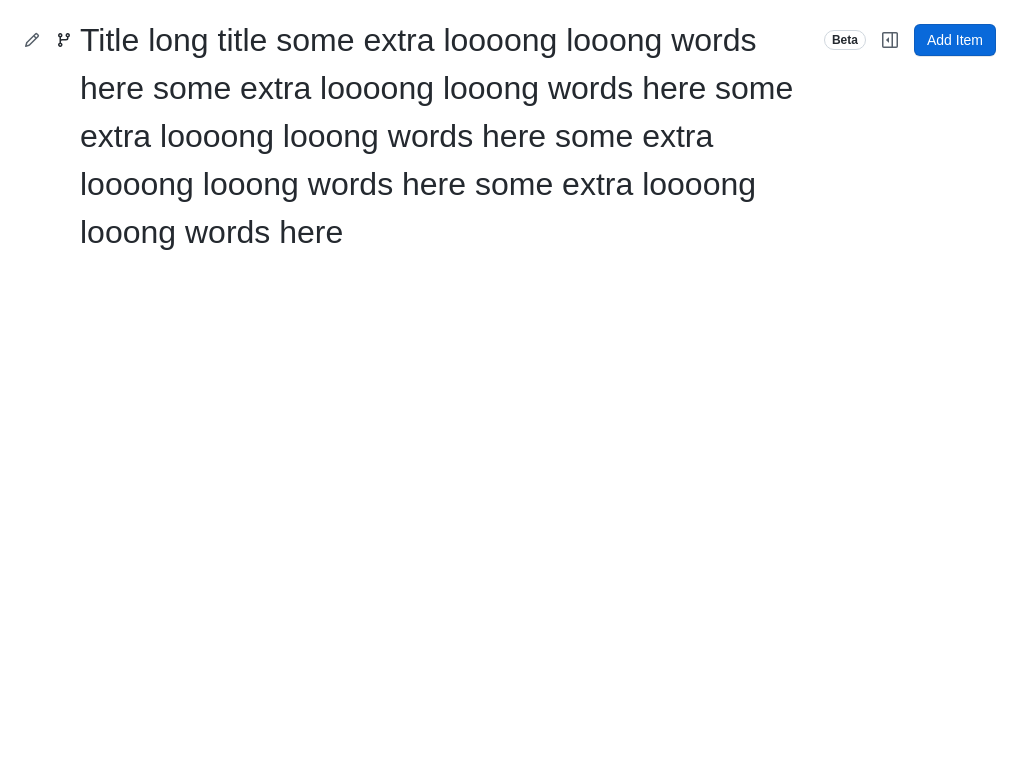 Title long title some extra loooong looong words
here some extra loooong looong words here some
extra loooong looong words here some extra
loooong looong words here some extra loooong
looong words here
Beta
Add Item